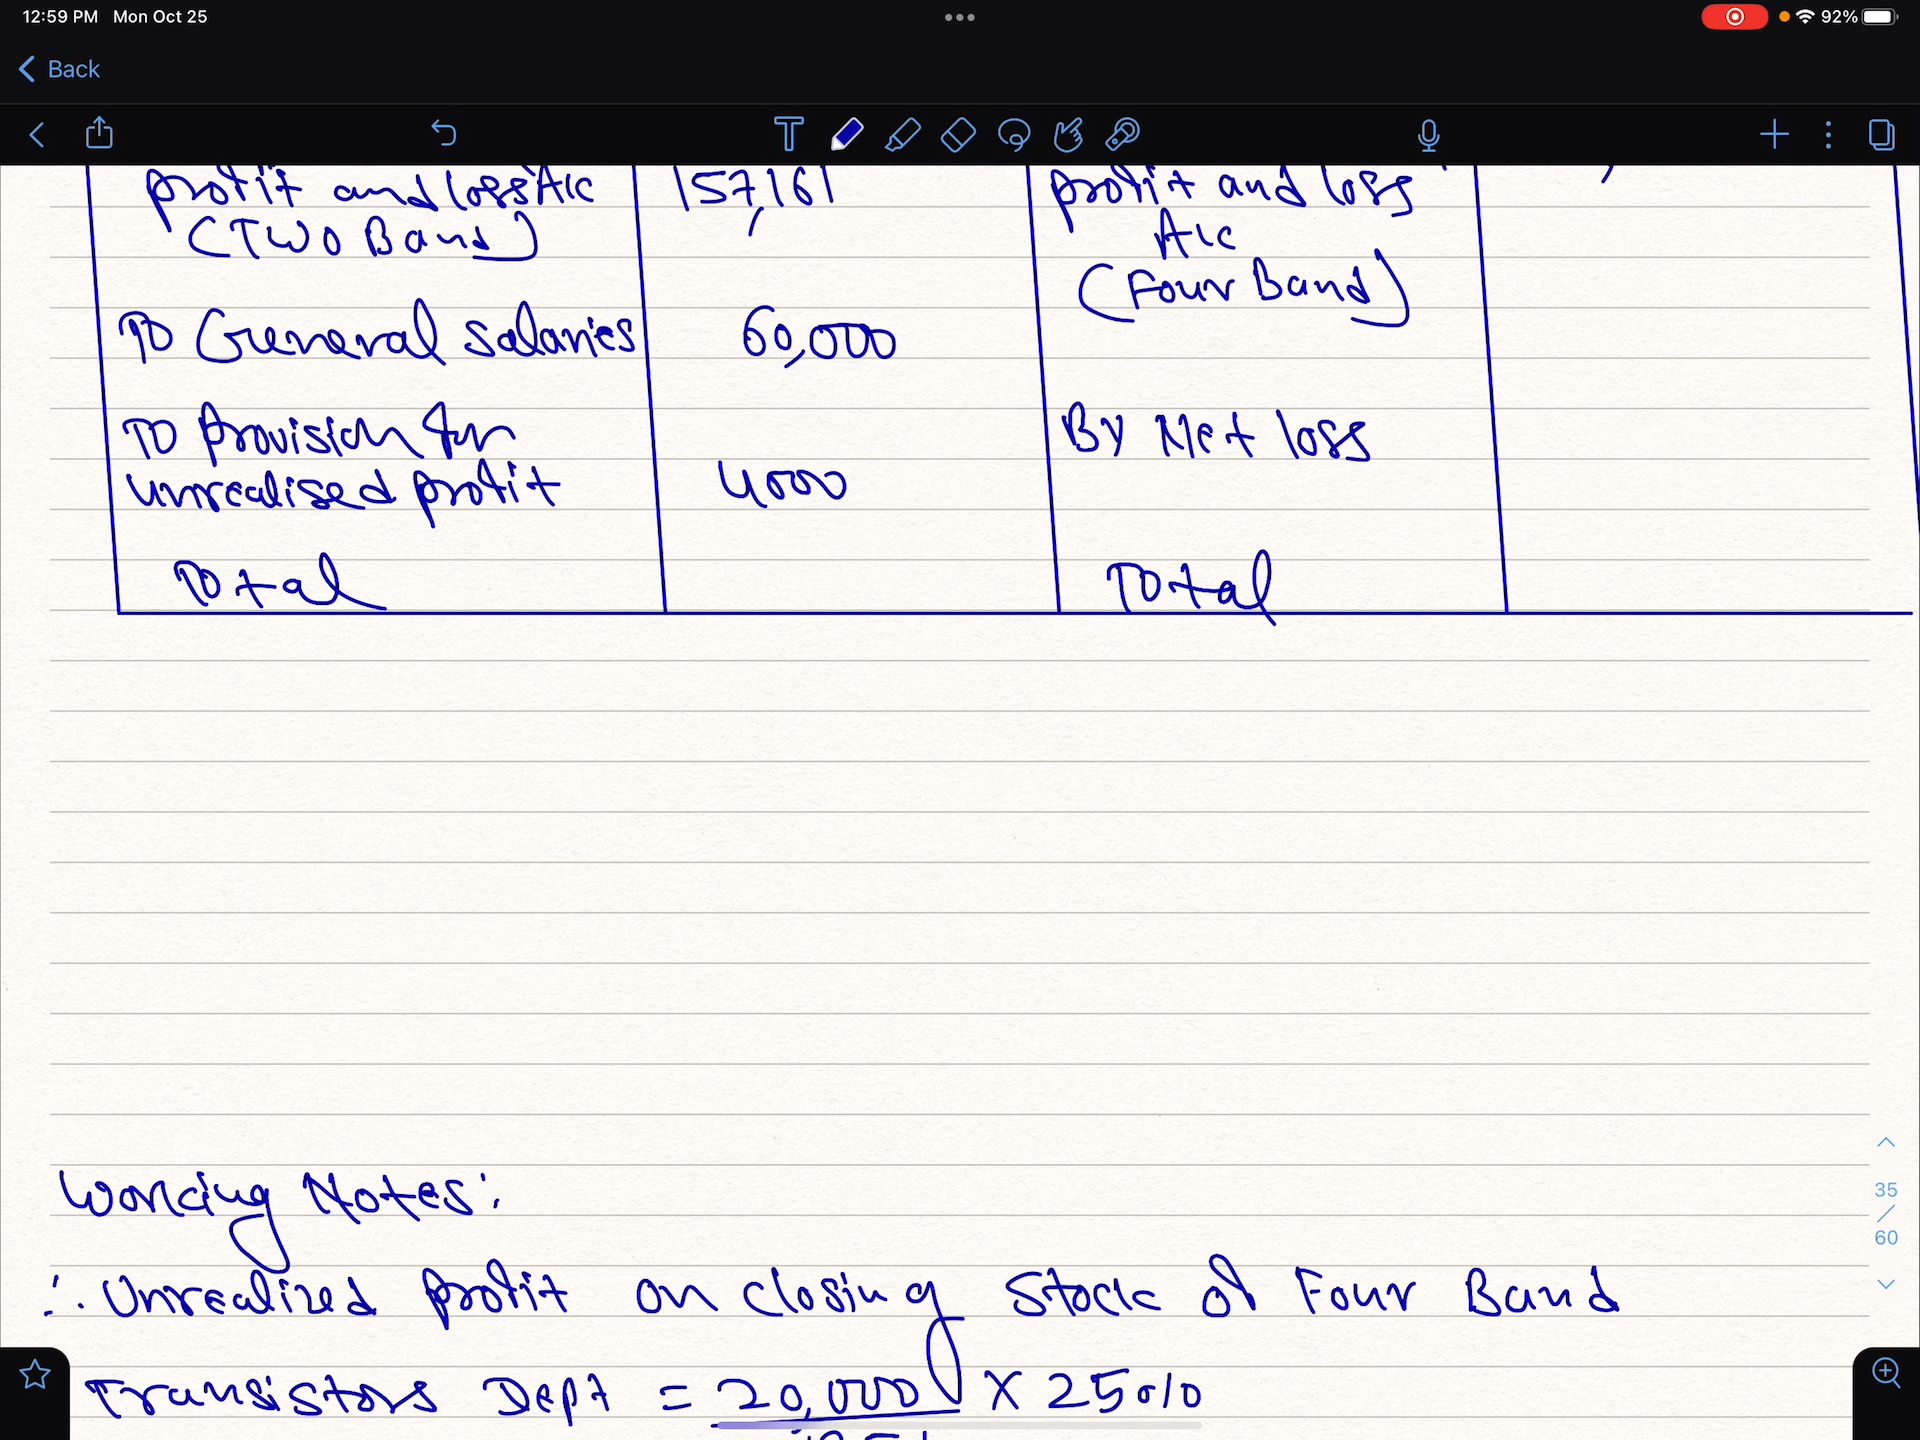 12:59 PM Mon Oct 25
92%
Back
T
profit and loss A/c 157,161 profit and loss
(Two Band) A/c
(Four Band)
To General salaries 60,000
To provision for By Net loss
unrealised profit 4000
Total Total
Working Notes:
35
60
∴ Unrealized profit on closing Stock of Four Band
Transistors Dept = 20,000 X 25%